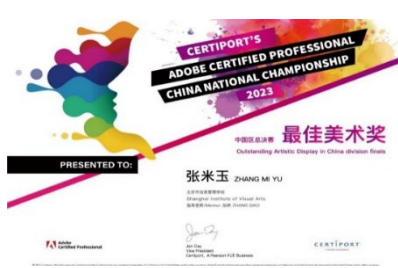 CERTIPORT'S
ADOBE CERTIFIED PROFESSIONAL
CHINA NATIONAL CHAMPIONSHIP
2023
中国区总决赛 最佳美术奖
Outstanding Artistic Display in China division finals
PRESENTED TO:
张米玉 ZHANG MI YU
Shanghai Institute of Visual Arts
Adobe
Certified Professional
Vice President
Certiport, A Pearson VUE Business
CERTIPORT